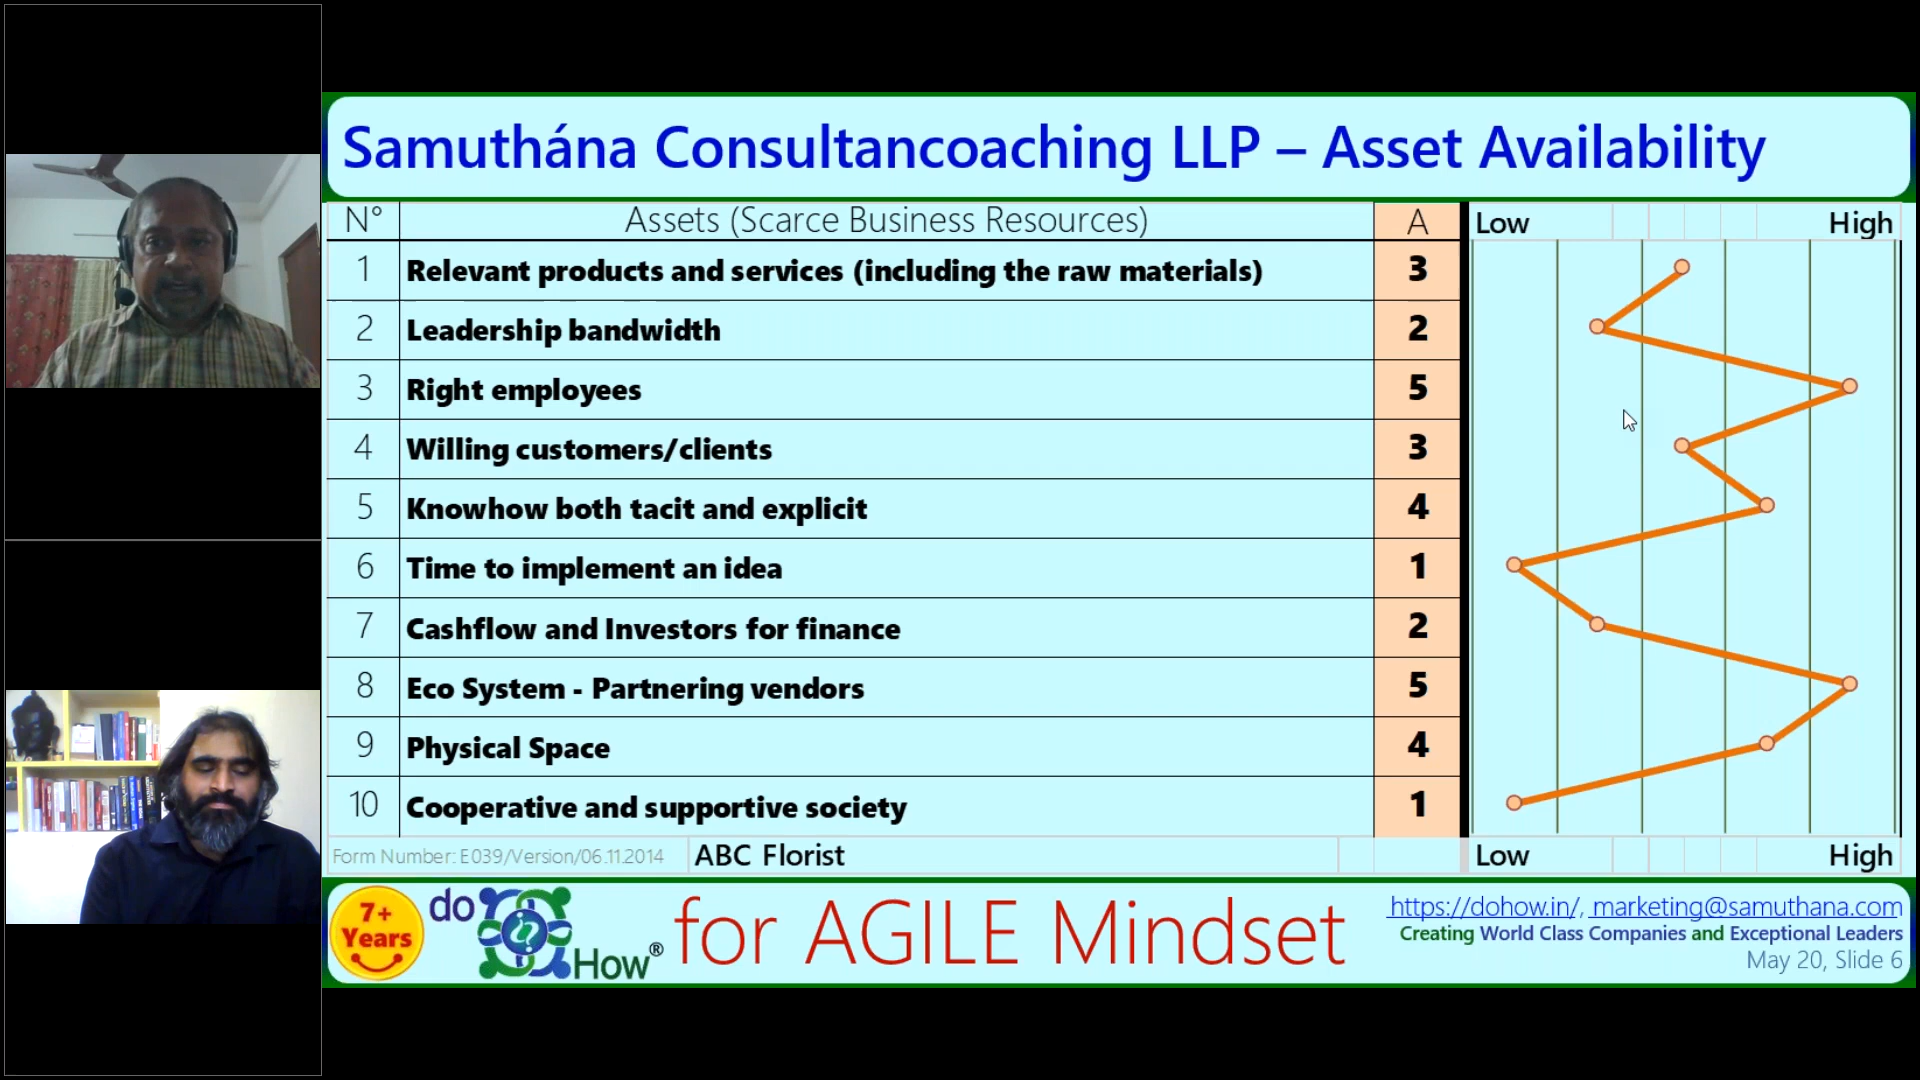 Samuthána Consultancoaching LLP – Asset Availability
N° Assets (Scarce Business Resources) A Low High
1 Relevant products and services (including the raw materials) 3
2 Leadership bandwidth 2
3 Right employees 5
4 Willing customers/clients 3
5 Knowhow both tacit and explicit 4
6 Time to implement an idea 1
7 Cashflow and Investors for finance 2
8 Eco System - Partnering vendors 5
9 Physical Space 4
10 Cooperative and supportive society 1
Form Number: E039/Version/06.11.2014 ABC Florist Low High
7+
Years
do
How®
for AGILE Mindset
https://dohow.in/, marketing@samuthana.com
Creating World Class Companies and Exceptional Leaders
May 20, Slide 6